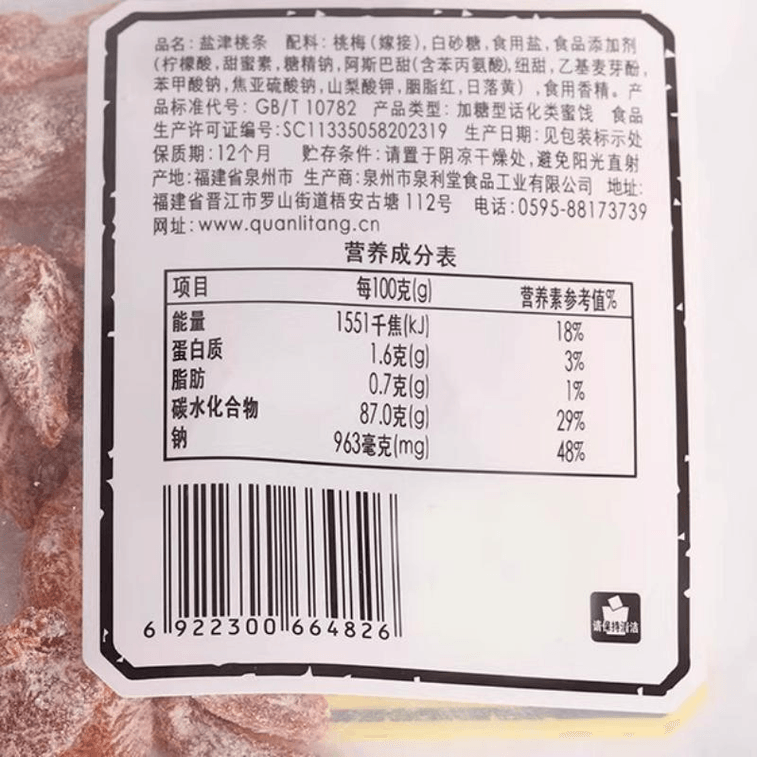 品名:盐津桃条 配料:桃梅(嫁接),白砂糖,食用盐,食品添加剂
(柠檬酸,甜蜜素,糖精钠,阿斯巴甜(含苯丙氨酸),纽甜,乙基麦芽酚,
苯甲酸钠,焦亚硫酸钠,山梨酸钾,胭脂红,日落黄),食用香精。产
品标准代号:GB/T 10782 产品类型:加糖型话化类蜜饯 食品
生产许可证编号:SC11335058202319 生产日期:见包装标示处
保质期:12个月 贮存条件:请置于阴凉干燥处,避免阳光直射
产地:福建省泉州市 生产商:泉州市泉利堂食品工业有限公司 地址:
福建省晋江市罗山街道梧安古塘112号 电话:0595-88173739
网址:www.quanlitang.cn
营养成分表
项目 每100克(g) 营养素参考值%
能量 1551千焦(kJ) 18%
蛋白质 1.6克(g) 3%
脂肪 0.7克(g) 1%
碳水化合物 87.0克(g) 29%
钠 963毫克(mg) 48%
6 922300 664826
请保持清洁